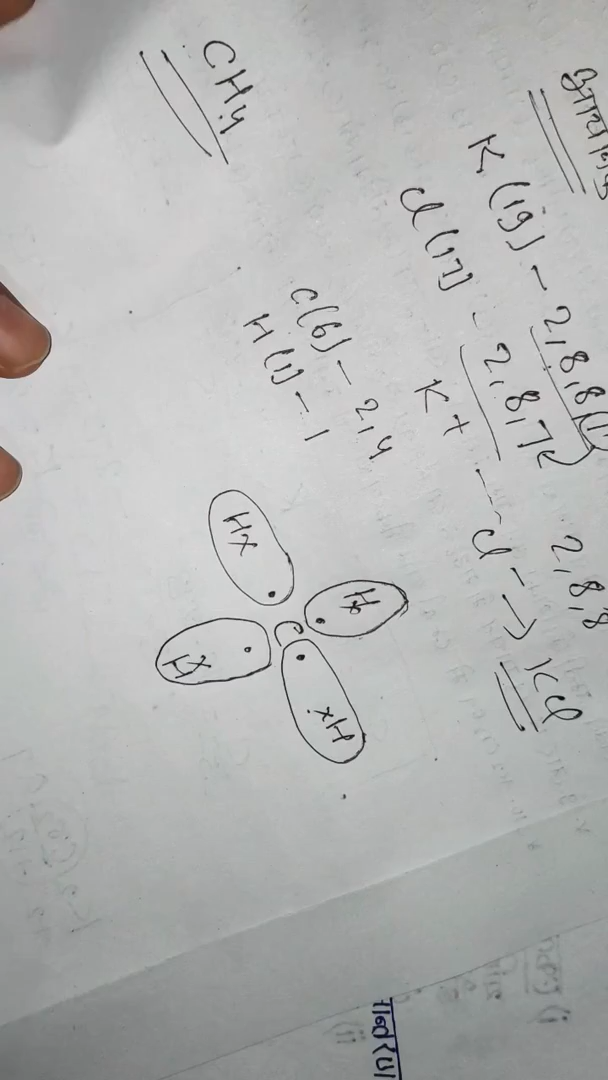 K(19) - 2,8,8,1
2,8,8
Cl(17) - 2,8,7
K+ --- Cl- → KCl
CH4
C(6) - 2,4
H(1) - 1
Hx
Hx
C
Hx
xH